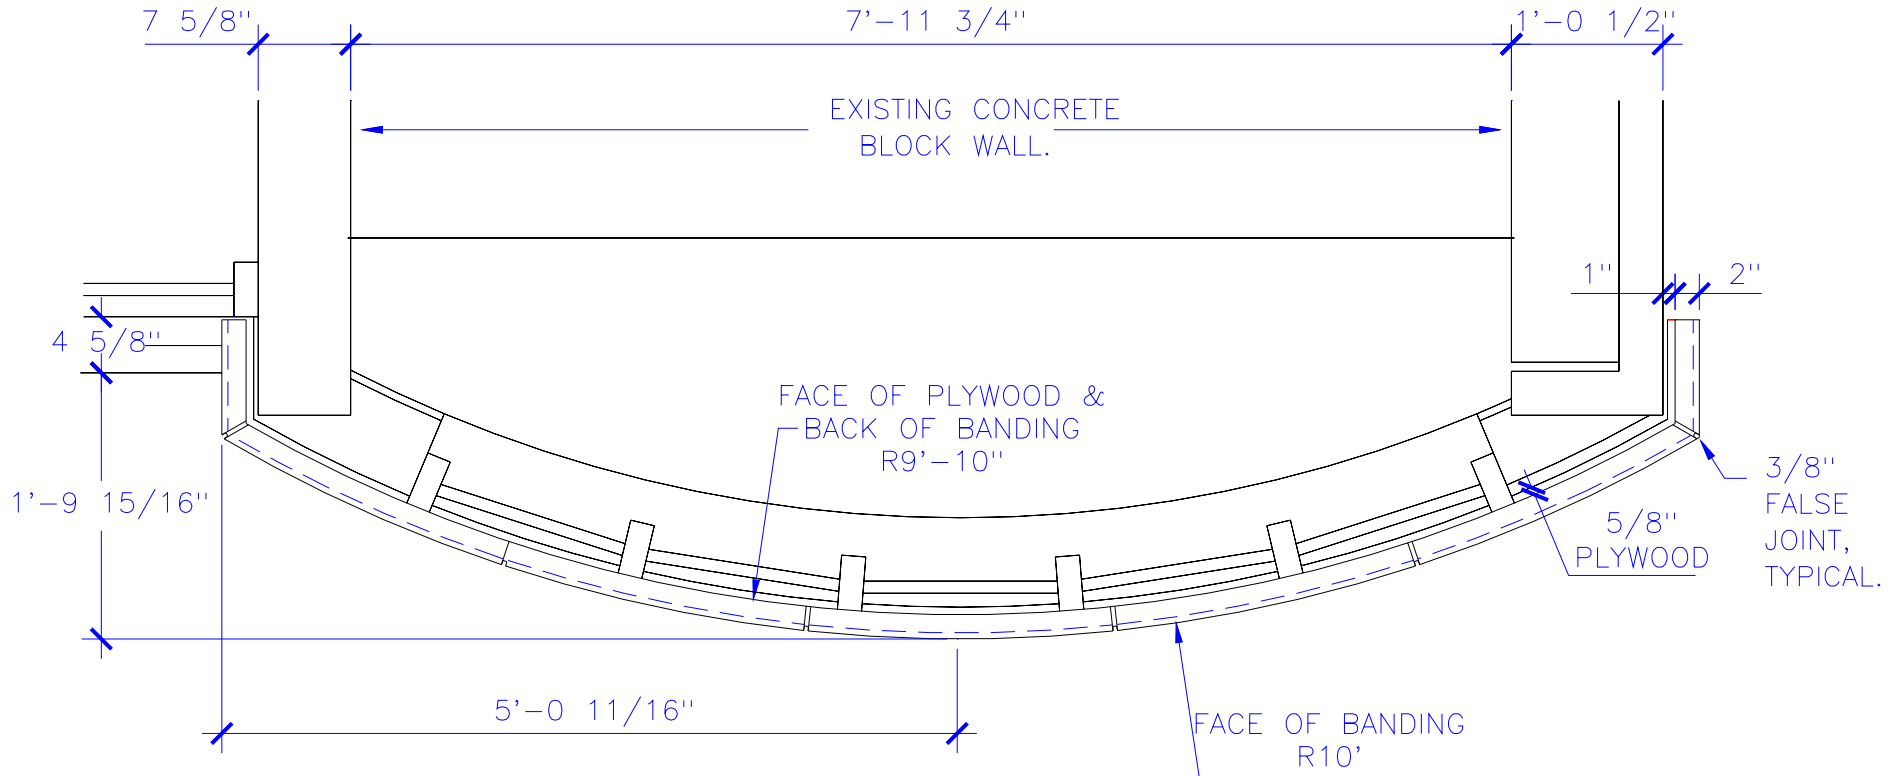 7 5/8"
7'-11 3/4"
1'-0 1/2"
EXISTING CONCRETE
BLOCK WALL.
1"
2"
4 5/8"
FACE OF PLYWOOD &
BACK OF BANDING
R9'-10"
1'-9 15/16"
3/8"
FALSE
JOINT,
TYPICAL.
5/8"
PLYWOOD
5'-0 11/16"
FACE OF BANDING
R10'